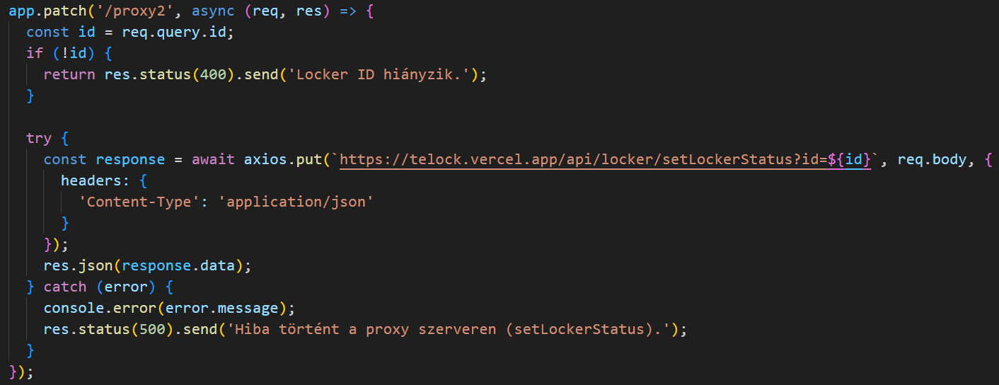 app.patch('/proxy2', async (req, res) => {
  const id = req.query.id;
  if (!id) {
    return res.status(400).send('Locker ID hiányzik.');
  }

  try {
    const response = await axios.put(`https://telock.vercel.app/api/locker/setLockerStatus?id=${id}`, req.body, {
      headers: {
        'Content-Type': 'application/json'
      }
    });
    res.json(response.data);
  } catch (error) {
    console.error(error.message);
    res.status(500).send('Hiba történt a proxy szerveren (setLockerStatus).');
  }
});